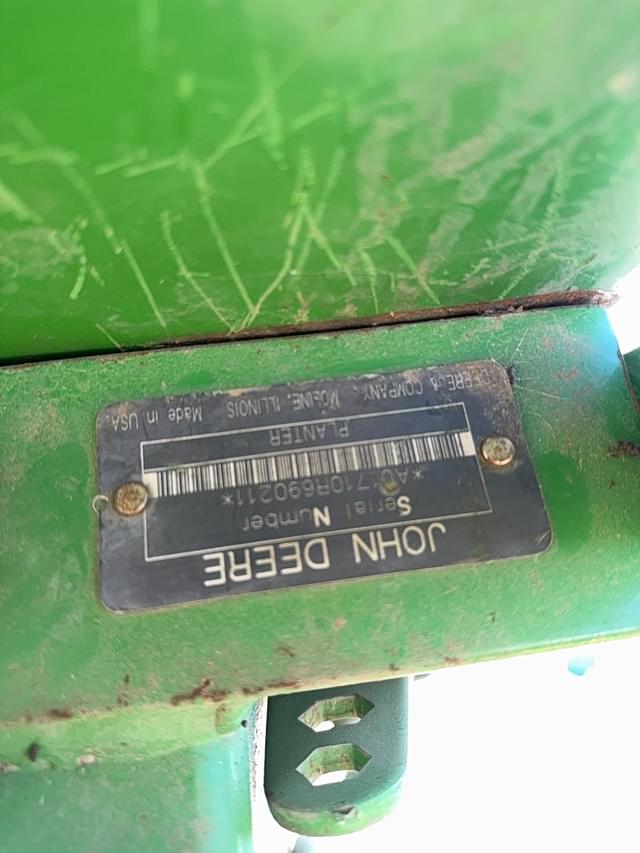 JOHN DEERE
Serial Number
*A01710R690211*
PLANTER
DEERE & COMPANY MOLINE, ILLINOIS Made in USA.